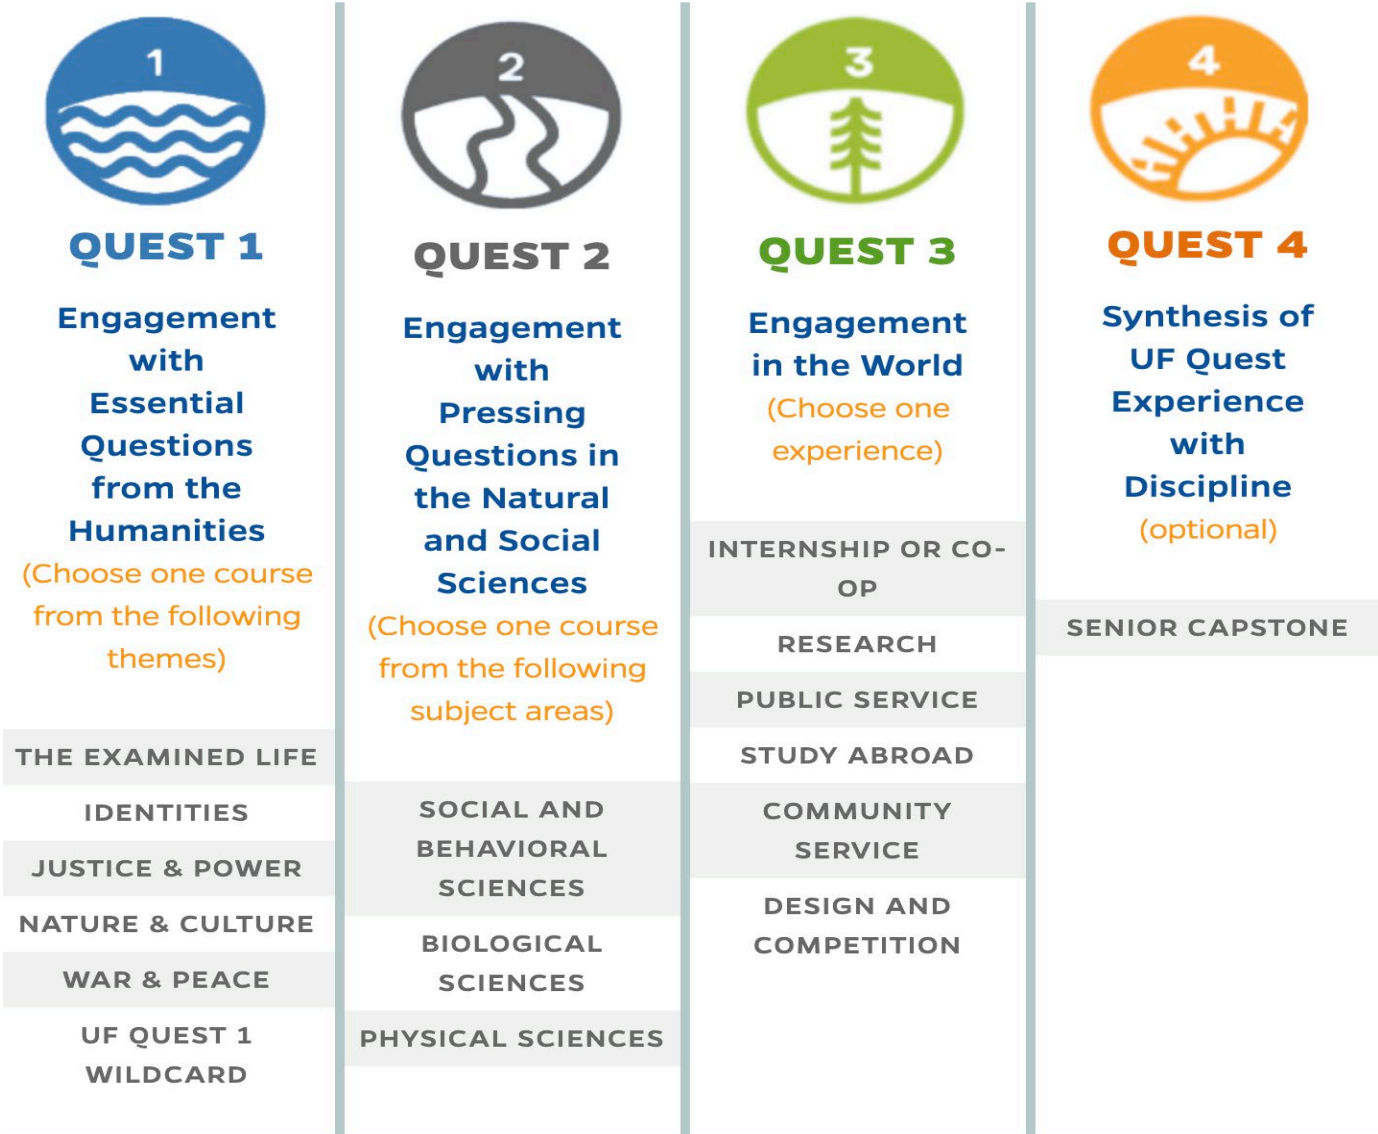 1
QUEST 1
Engagement
with
Essential
Questions
from the
Humanities
(Choose one course
from the following
themes)
THE EXAMINED LIFE
IDENTITIES
JUSTICE & POWER
NATURE & CULTURE
WAR & PEACE
UF QUEST 1
WILDCARD
2
QUEST 2
Engagement
with
Pressing
Questions in
the Natural
and Social
Sciences
(Choose one course
from the following
subject areas)
SOCIAL AND
BEHAVIORAL
SCIENCES
BIOLOGICAL
SCIENCES
PHYSICAL SCIENCES
3
QUEST 3
Engagement
in the World
(Choose one
experience)
INTERNSHIP OR CO-
OP
RESEARCH
PUBLIC SERVICE
STUDY ABROAD
COMMUNITY
SERVICE
DESIGN AND
COMPETITION
4
QUEST 4
Synthesis of
UF Quest
Experience
with
Discipline
(optional)
SENIOR CAPSTONE